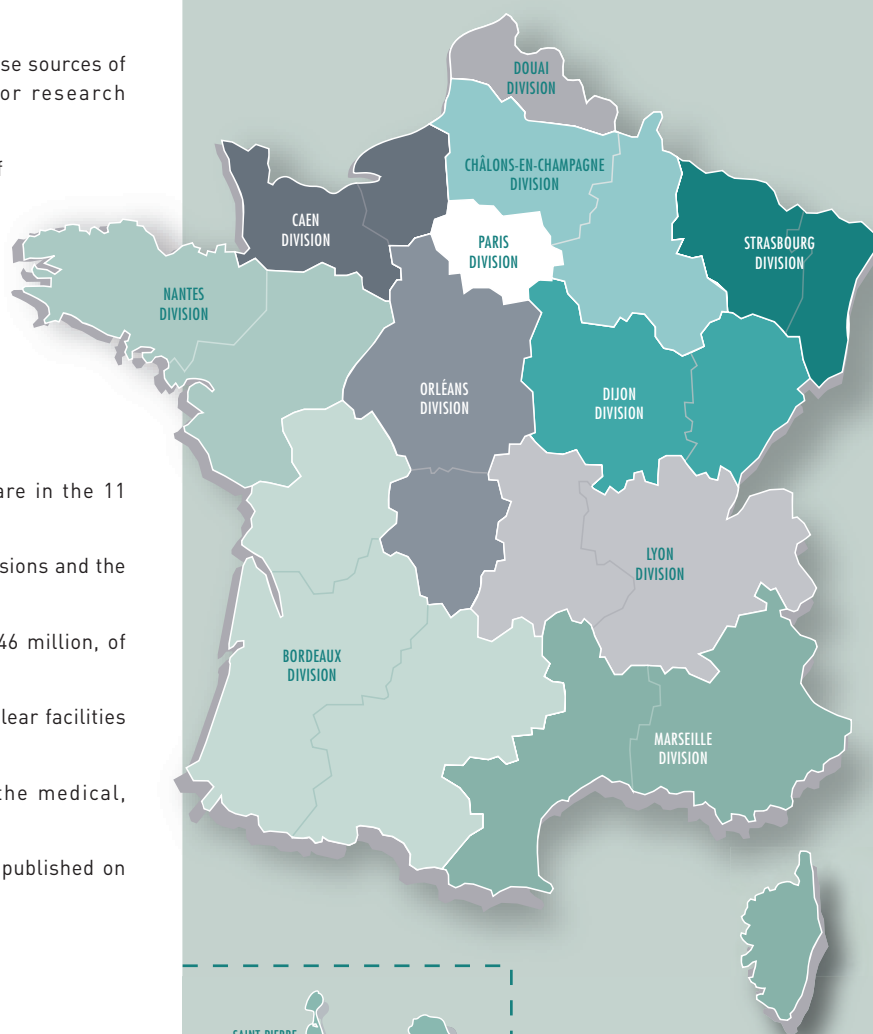 se sources of
or research
f
are in the 11
sions and the
46 million, of
lear facilities
the medical,
published on
DOUAI
DIVISION
CHÂLONS-EN-CHAMPAGNE
DIVISION
CAEN
DIVISION
PARIS
DIVISION
STRASBOURG
DIVISION
NANTES
DIVISION
ORLÉANS
DIVISION
DIJON
DIVISION
LYON
DIVISION
BORDEAUX
DIVISION
MARSEILLE
DIVISION
SAINT-PIERRE